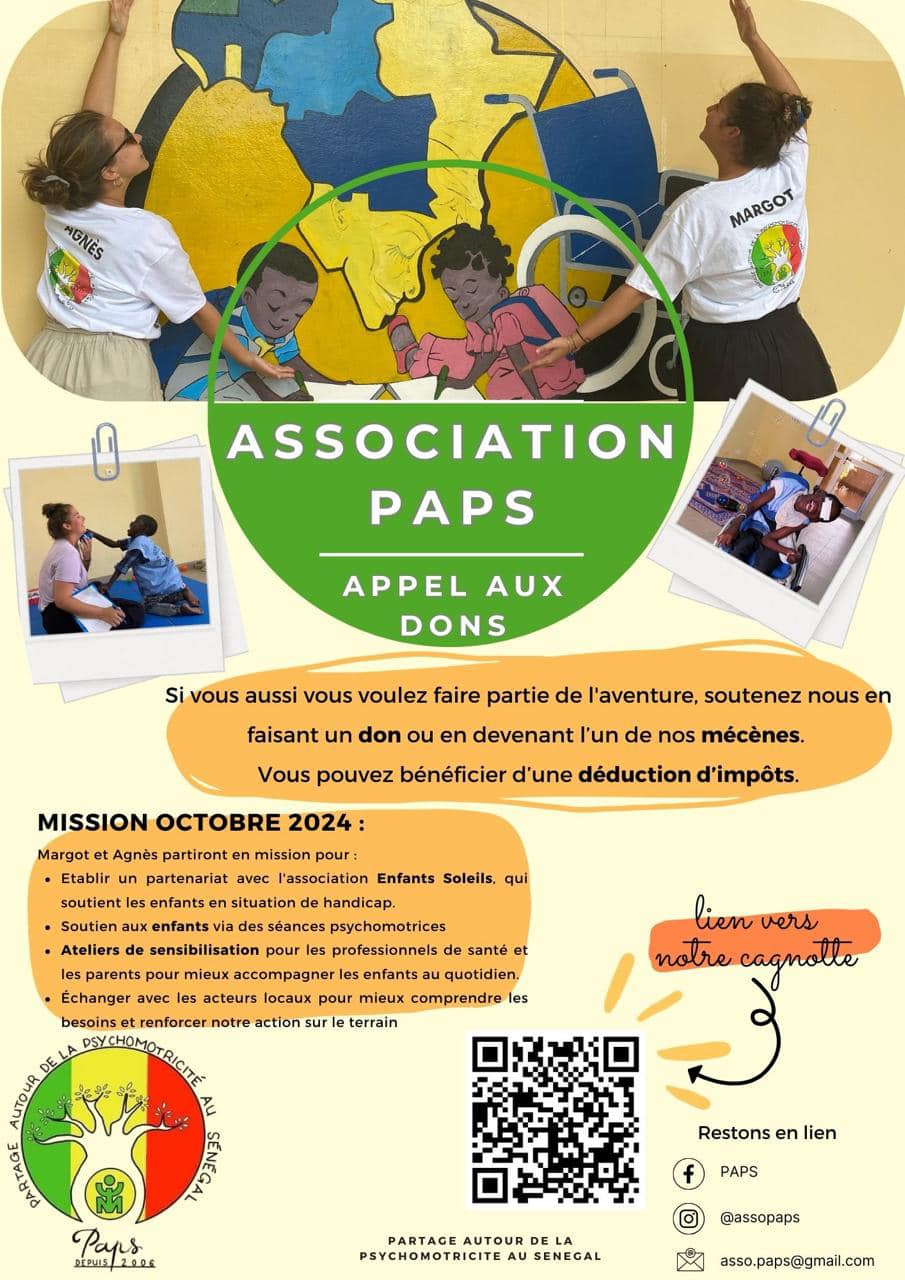 AGNÈS
MARGOT
ASSOCIATION
PAPS
APPEL AUX
DONS
Si vous aussi vous voulez faire partie de l'aventure, soutenez nous en
faisant un don ou en devenant l'un de nos mécènes.
Vous pouvez bénéficier d'une déduction d'impôts.
MISSION OCTOBRE 2024 :
Margot et Agnès partiront en mission pour :
• Etablir un partenariat avec l'association Enfants Soleils, qui
soutient les enfants en situation de handicap.
• Soutien aux enfants via des séances psychomotrices
• Ateliers de sensibilisation pour les professionnels de santé et
les parents pour mieux accompagner les enfants au quotidien.
• Échanger avec les acteurs locaux pour mieux comprendre les
besoins et renforcer notre action sur le terrain
lien vers
notre cagnotte
PARTAGE AUTOUR DE LA PSYCHOMOTRICITÉ AU SÉNÉGAL
Paps
DEPUIS 2006
PARTAGE AUTOUR DE LA
PSYCHOMOTRICITE AU SENEGAL
Restons en lien
PAPS
@assopaps
asso.paps@gmail.com